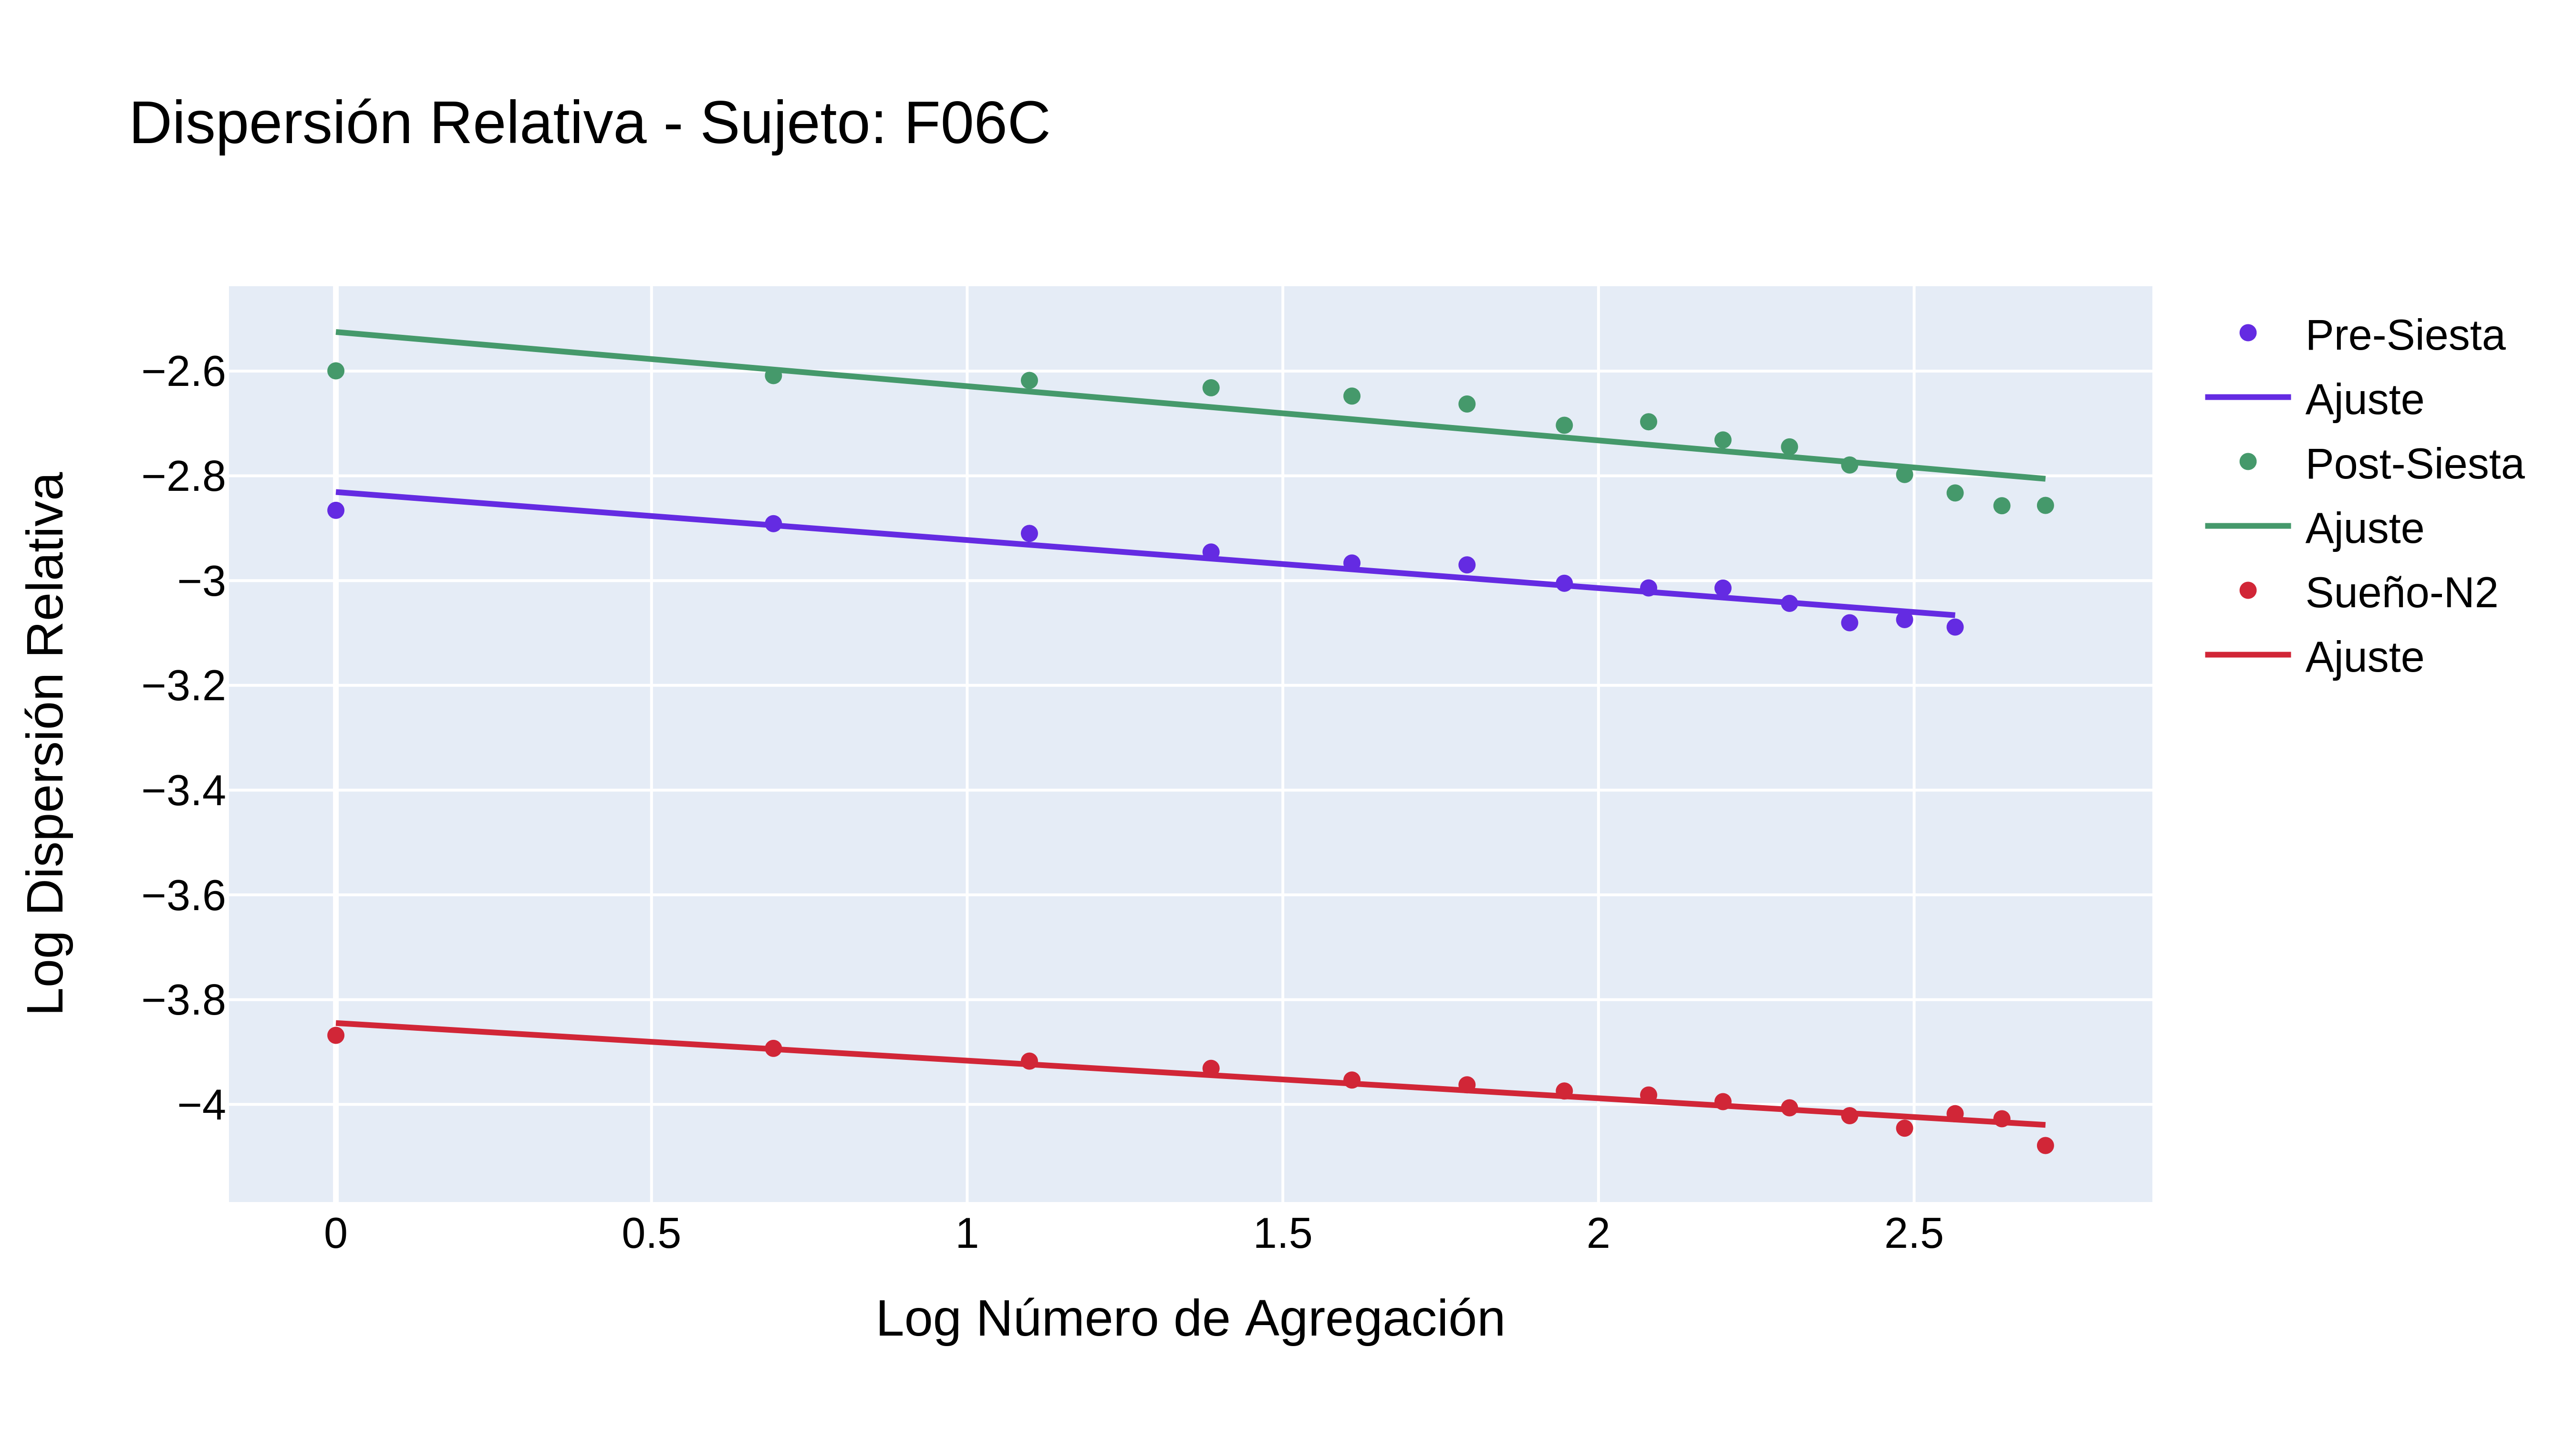 Dispersión Relativa - Sujeto: F06C
Log Dispersión Relativa
−2.6
−2.8
−3
−3.2
−3.4
−3.6
−3.8
−4
0
0.5
1
1.5
2
2.5
Log Número de Agregación
Pre-Siesta
Ajuste
Post-Siesta
Ajuste
Sueño-N2
Ajuste